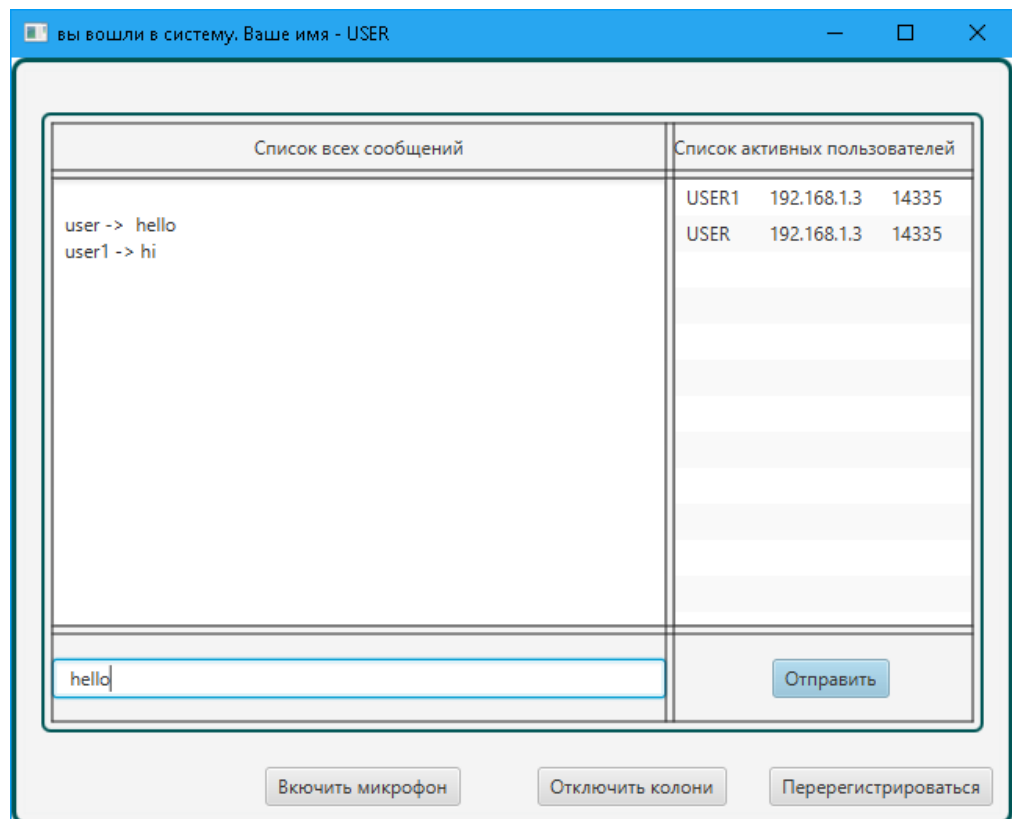 вы вошли в систему. Ваше имя - USER
Список всех сообщений
Список активных пользователей
user -> hello
user1 -> hi
USER1 192.168.1.3 14335
USER 192.168.1.3 14335
hello
Отправить
Вкючить микрофон
Отключить колони
Перерегистрироваться